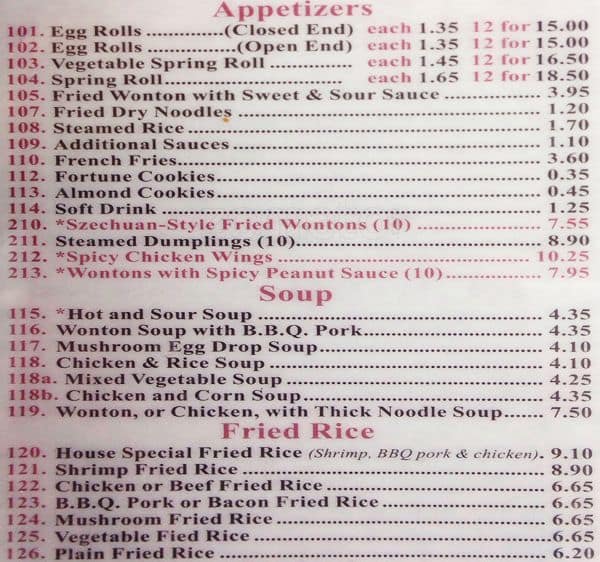 Appetizers
101. Egg Rolls ..............(Closed End) each 1.35 12 for 15.00
102. Egg Rolls ..............(Open End) each 1.35 12 for 15.00
103. Vegetable Spring Roll .................. each 1.45 12 for 16.50
104. Spring Roll................................. each 1.65 12 for 18.50
105. Fried Wonton with Sweet & Sour Sauce ................. 3.95
107. Fried Dry Noodles ..................................................... 1.20
108. Steamed Rice ............................................................. 1.70
109. Additional Sauces ..................................................... 1.10
110. French Fries............................................................... 3.60
112. Fortune Cookies......................................................... 0.35
113. Almond Cookies......................................................... 0.45
114. Soft Drink .................................................................. 1.25
210. *Szechuan-Style Fried Wontons (10) ....................... 7.55
211. Steamed Dumplings (10)........................................... 8.90
212. *Spicy Chicken Wings ............................................. 10.25
213. *Wontons with Spicy Peanut Sauce (10) ................. 7.95
Soup
115. *Hot and Sour Soup .................................................. 4.35
116. Wonton Soup with B.B.Q. Pork................................ 4.35
117. Mushroom Egg Drop Soup........................................ 4.10
118. Chicken & Rice Soup ................................................ 4.10
118a. Mixed Vegetable Soup ............................................. 4.25
118b. Chicken and Corn Soup........................................... 4.35
119. Wonton, or Chicken, with Thick Noodle Soup....... 7.50
Fried Rice
120. House Special Fried Rice (Shrimp, BBQ pork & chicken). 9.10
121. Shrimp Fried Rice ...................................................... 8.90
122. Chicken or Beef Fried Rice ....................................... 6.65
123. B.B.Q. Pork or Bacon Fried Rice ............................. 6.65
124. Mushroom Fried Rice ................................................ 6.65
125. Vegetable Fied Rice................................................... 6.65
126. Plain Fried Rice ......................................................... 6.20